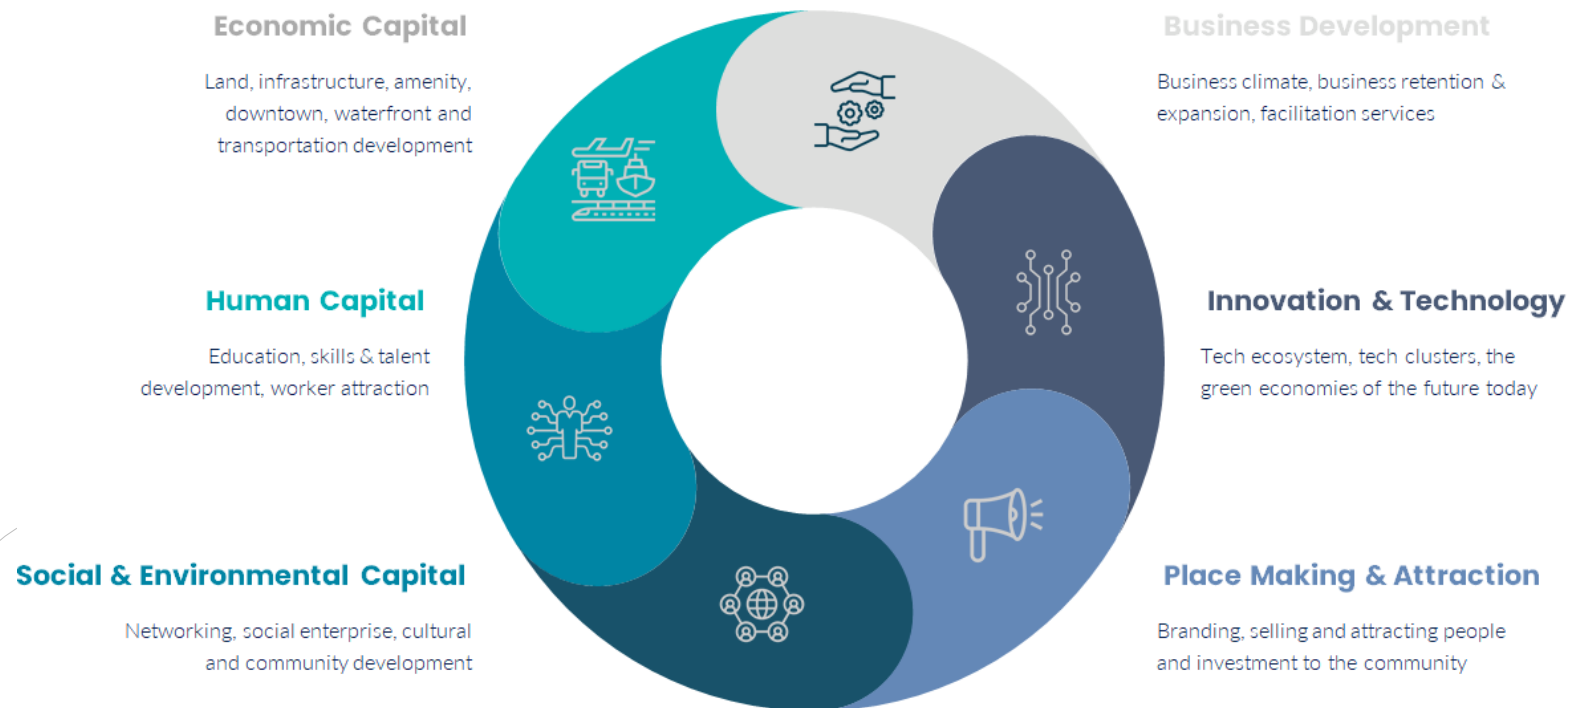 Economic Capital
Land, infrastructure, amenity,
downtown, waterfront and
transportation development
Business Development
Business climate, business retention &
expansion, facilitation services
Human Capital
Education, skills & talent
development, worker attraction
Innovation & Technology
Tech ecosystem, tech clusters, the
green economies of the future today
Social & Environmental Capital
Networking, social enterprise, cultural
and community development
Place Making & Attraction
Branding, selling and attracting people
and investment to the community